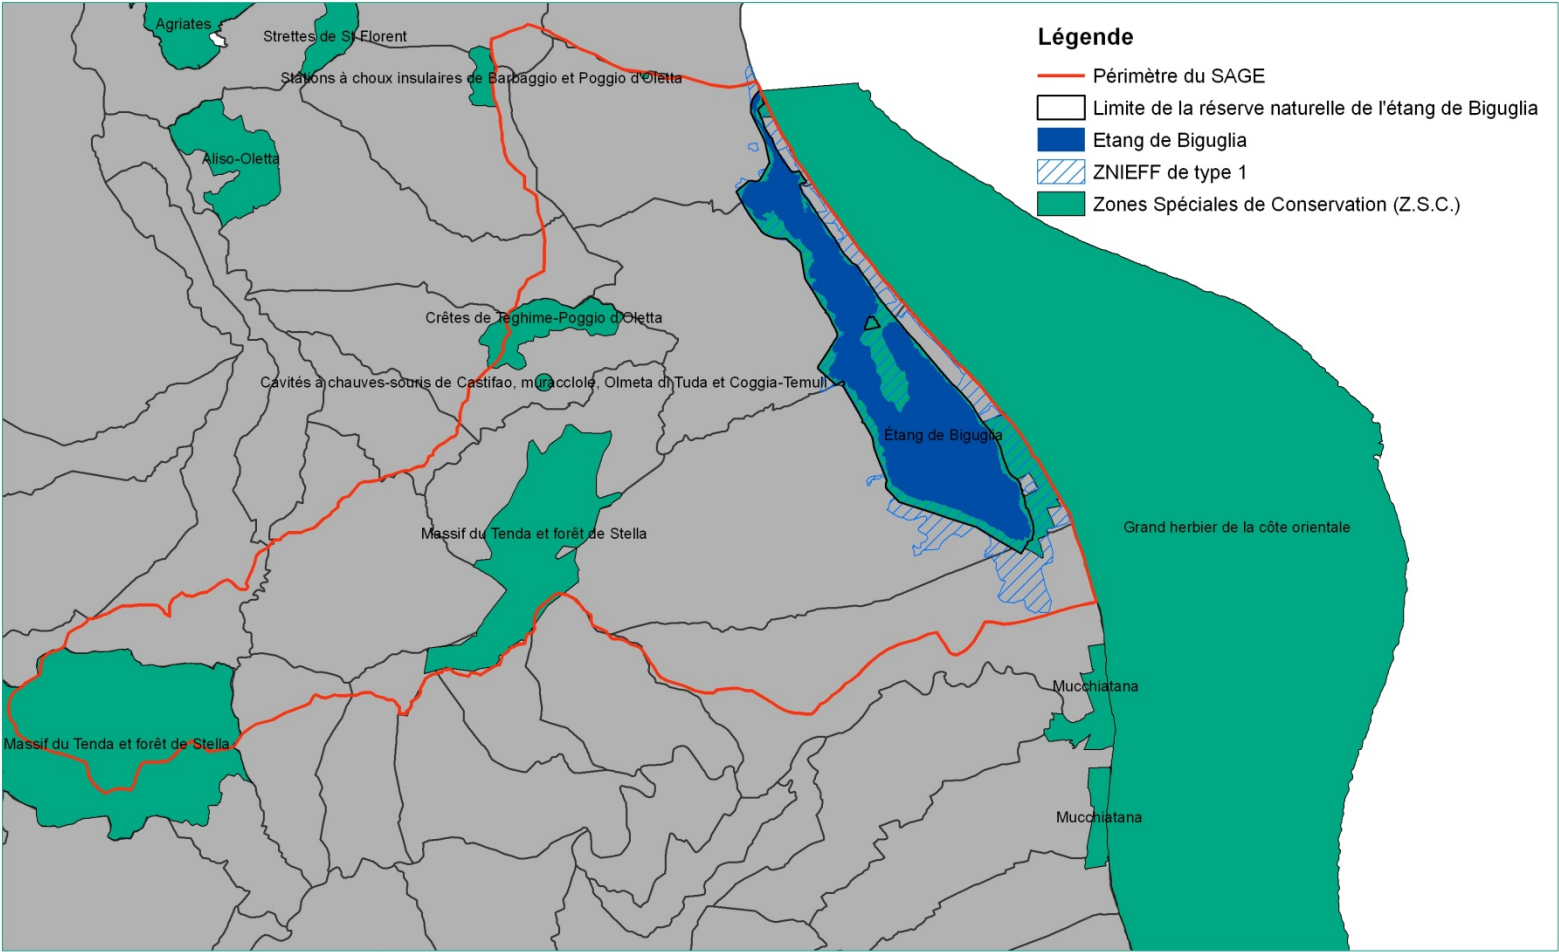 Agriates
Strettes de St Florent
Stations à choux insulaires de Barbaggio et Poggio d'Oletta
Aliso-Oletta
Crêtes de Teghime-Poggio d'Oletta
Cavités à chauves-souris de Castifao, muracciole, Olmeta di Tuda et Coggia-Temuli
Étang de Biguglia
Massif du Tenda et forêt de Stella
Grand herbier de la côte orientale
Mucchiatana
Massif du Tenda et forêt de Stella
Mucchiatana
Légende
Périmètre du SAGE
Limite de la réserve naturelle de l'étang de Biguglia
Etang de Biguglia
ZNIEFF de type 1
Zones Spéciales de Conservation (Z.S.C.)